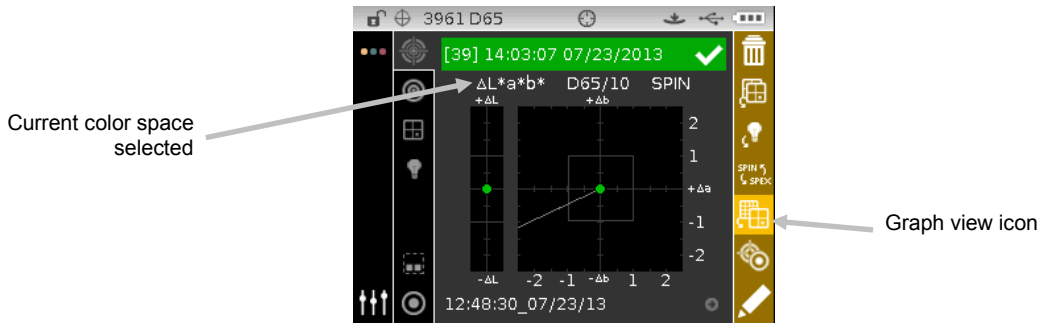 3961 D65
[39] 14:03:07 07/23/2013
ΔL*a*b* D65/10 SPIN
+ΔL +Δb
2
1
SPIN
SPEX
+Δa
-1
-2
-ΔL -2 -1 -Δb 1 2
12:48:30_07/23/13
Current color space
selected
Graph view icon